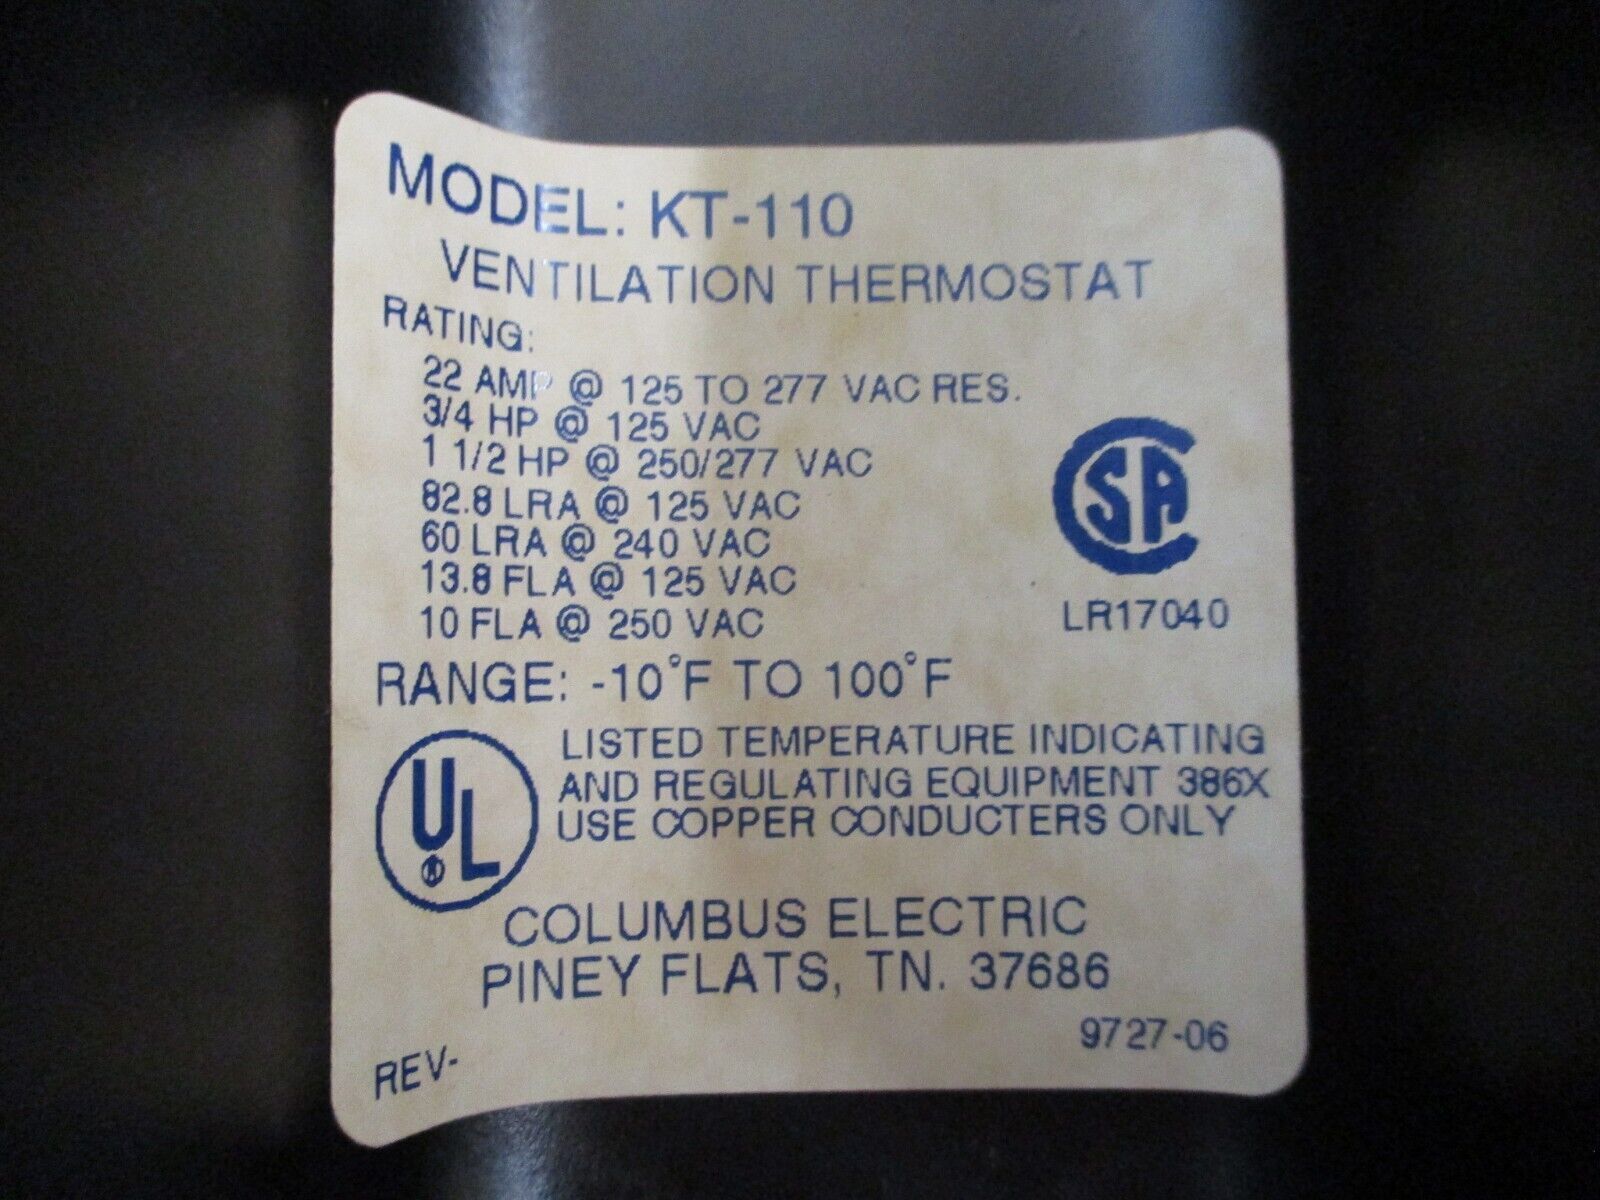 MODEL: KT-110
VENTILATION THERMOSTAT
RATING:
22 AMP @ 125 TO 277 VAC RES.
3/4 HP @ 125 VAC
1 1/2 HP @ 250/277 VAC
82.8 LRA @ 125 VAC
60 LRA @ 240 VAC
13.8 FLA @ 125 VAC
10 FLA @ 250 VAC
CSA
LR17040
RANGE: -10°F TO 100°F
UL
LISTED TEMPERATURE INDICATING
AND REGULATING EQUIPMENT 386X
USE COPPER CONDUCTERS ONLY
COLUMBUS ELECTRIC
PINEY FLATS, TN. 37686
9727-06
REV-